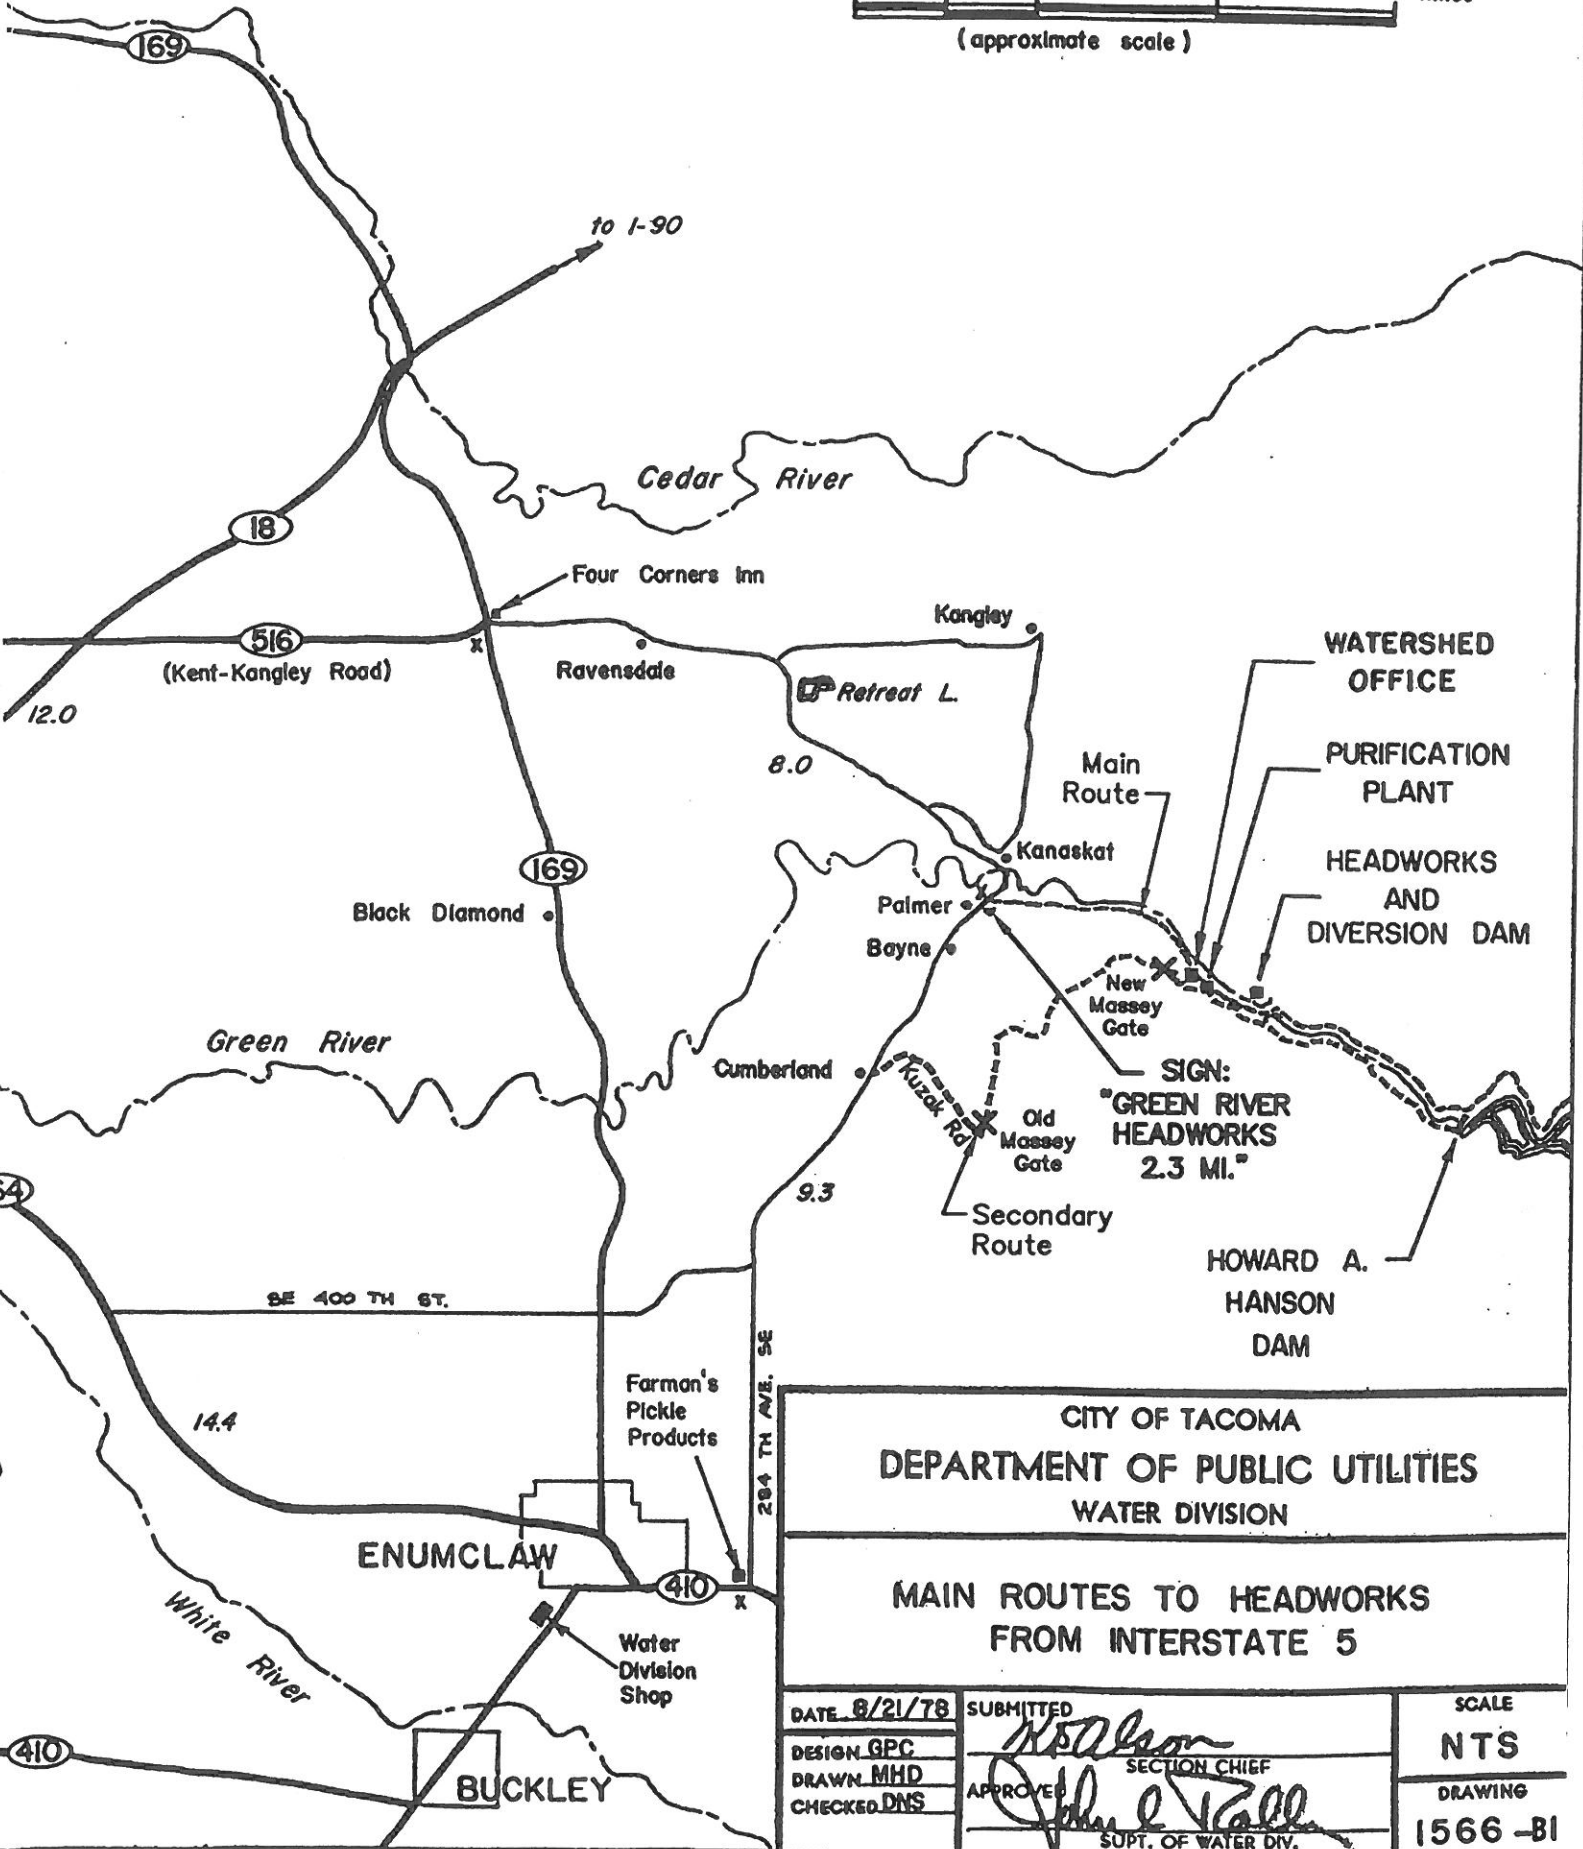 169
(approximate scale)
to I-90
Cedar River
18
Four Corners Inn
Kangley
516
(Kent-Kangley Road)
Ravensdale
Retreat L.
WATERSHED
OFFICE
12.0
8.0
Main
Route
PURIFICATION
PLANT
Kanaskat
169
HEADWORKS
AND
DIVERSION DAM
Black Diamond
Palmer
Bayne
New
Massey
Gate
Green River
Cumberland
Kuzak Rd
Old
Massey
Gate
SIGN:
"GREEN RIVER
HEADWORKS
2.3 MI."
9.3
Secondary
Route
HOWARD A.
HANSON
DAM
SE 400 TH ST.
284 TH AVE. SE
Farman's
Pickle
Products
14.4
ENUMCLAW
410
x
x
White River
Water
Division
Shop
410
BUCKLEY
CITY OF TACOMA
DEPARTMENT OF PUBLIC UTILITIES
WATER DIVISION
MAIN ROUTES TO HEADWORKS
FROM INTERSTATE 5
DATE 8/21/78
DESIGN GPC
DRAWN MHD
CHECKED DNS
SUBMITTED
SECTION CHIEF
APPROVED
SUPT. OF WATER DIV.
SCALE
NTS
DRAWING
1566-B1